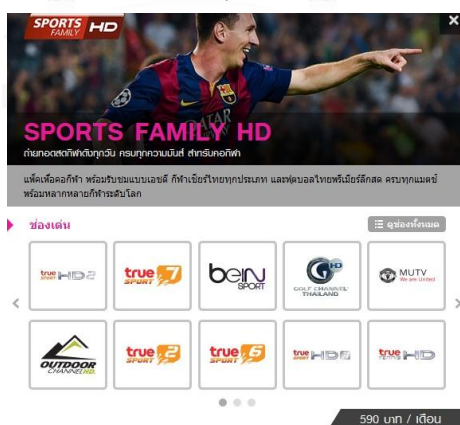 SPORTS HD
FAMILY
×
QATAR
SPORTS FAMILY HD
ถ่ายทอดสดกีฬาดังทุกวัน ครบทุกความมันส์ สำหรับคอกีฬา
แพ็คเพื่อคอกีฬา พร้อมรับชมแบบเอชดี กีฬาเชียร์ไทยทุกประเภท และฟุตบอลไทยพรีเมียร์ลีกสด ครบทุกแมตช์
พร้อมหลากหลายกีฬาระดับโลก
ช่องเด่น
ดูช่องทั้งหมด
true SPORT HD 2
true SPORT 7
beIN SPORT
G HD GOLF CHANNEL THAILAND
MUTV We are United
OUTDOOR CHANNEL HD
true SPORT 2
true SPORT 6
true SPORT HD
true TENNIS HD
590 บาท / เดือน